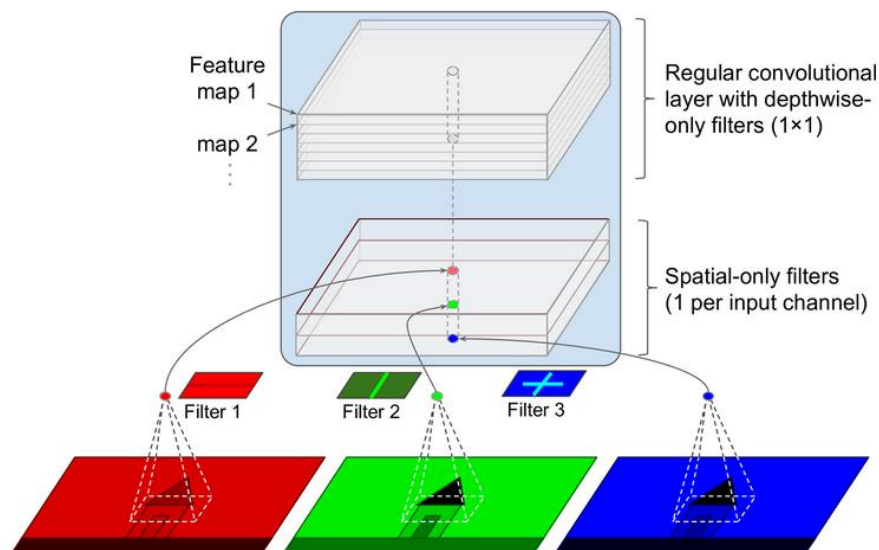 Feature
map 1
map 2
⋮
Regular convolutional
layer with depthwise-
only filters (1×1)
Spatial-only filters
(1 per input channel)
Filter 1
Filter 2
Filter 3